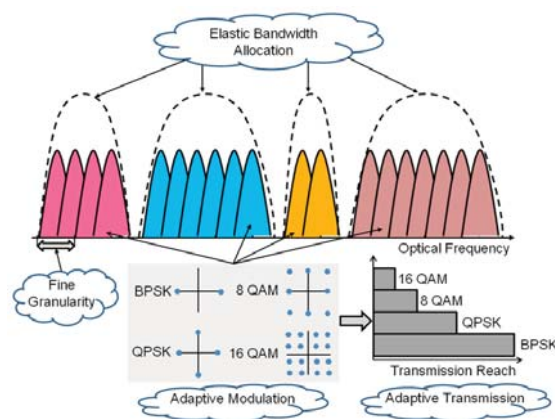 Elastic Bandwidth
Allocation
Optical Frequency
Fine
Granularity
BPSK
8 QAM
QPSK
16 QAM
16 QAM
8 QAM
QPSK
BPSK
Transmission Reach
Adaptive Modulation
Adaptive Transmission